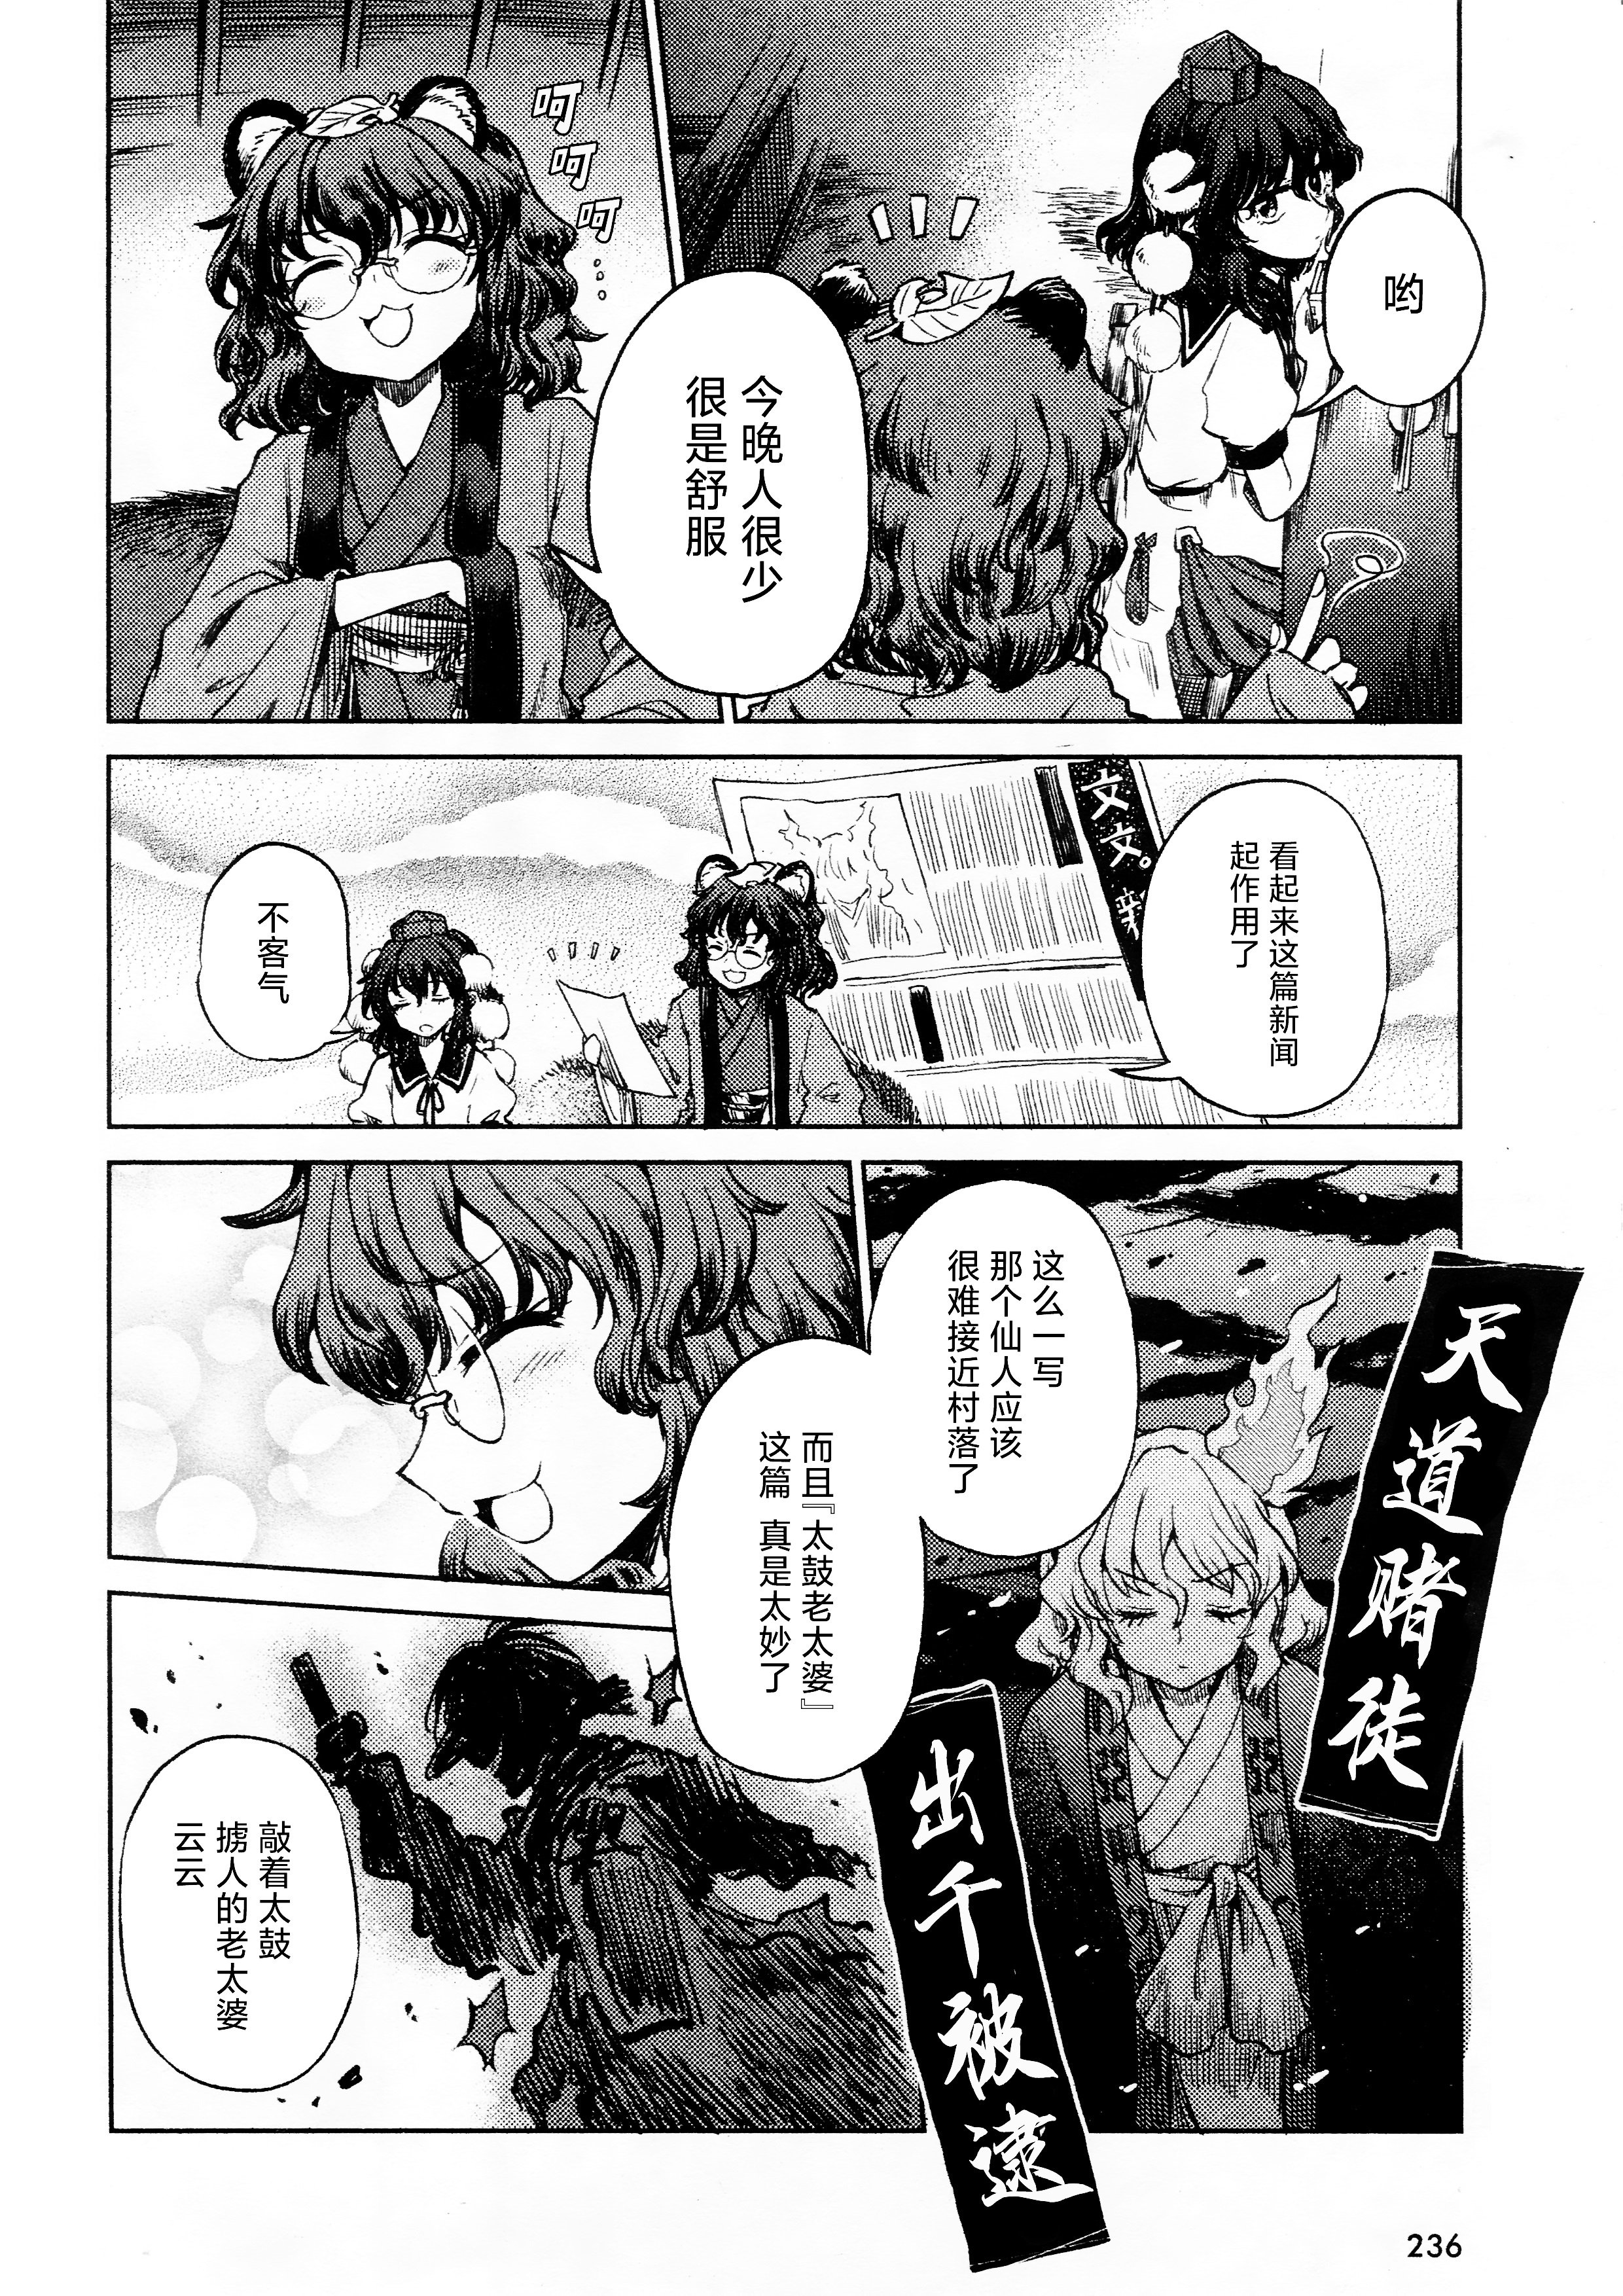 哟
今晚人很少
很是舒服
呵
呵
呵
…
看起来这篇新闻
起作用了
文文。新
不客气
天道赌徒
出千被逮
这么一写
那个仙人应该
很难接近村落了
而且『太鼓老太婆』
这篇 真是太妙了
敲着太鼓
掳人的老太婆
云云
236